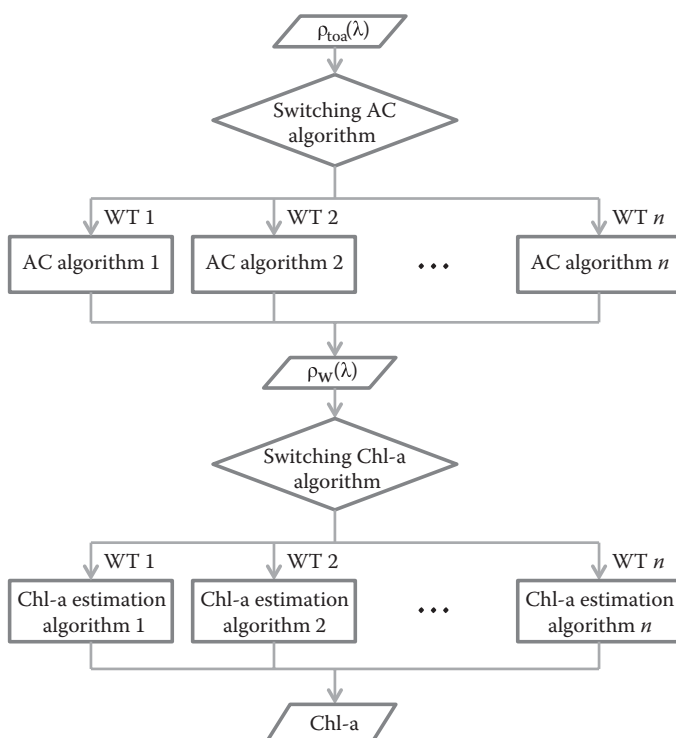 ρtoa(λ)
Switching AC
algorithm
WT 1 WT 2 WT n
AC algorithm 1 AC algorithm 2 ... AC algorithm n
ρW(λ)
Switching Chl-a
algorithm
WT 1 WT 2 WT n
Chl-a estimation
algorithm 1
Chl-a estimation
algorithm 2
...
Chl-a estimation
algorithm n
Chl-a